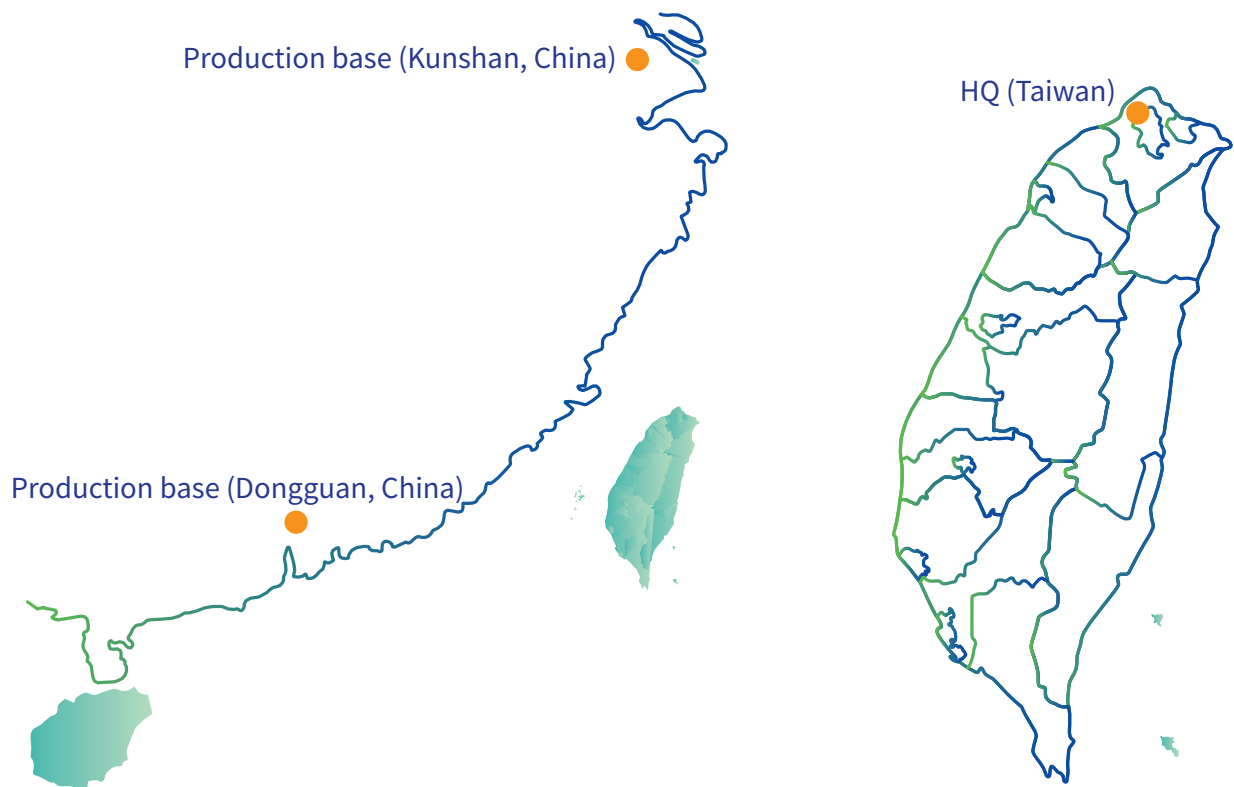 Production base (Kunshan, China)
HQ (Taiwan)
Production base (Dongguan, China)